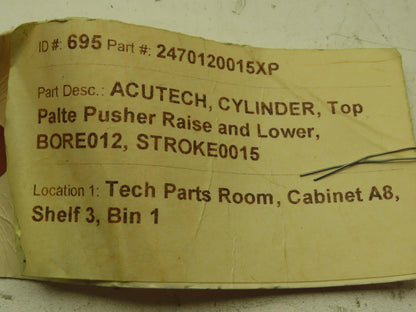 ID #: 695 Part #: 2470120015XP
Part Desc.: ACUTECH, CYLINDER, Top
Palte Pusher Raise and Lower,
BORE012, STROKE0015
Location 1: Tech Parts Room, Cabinet A8,
Shelf 3, Bin 1